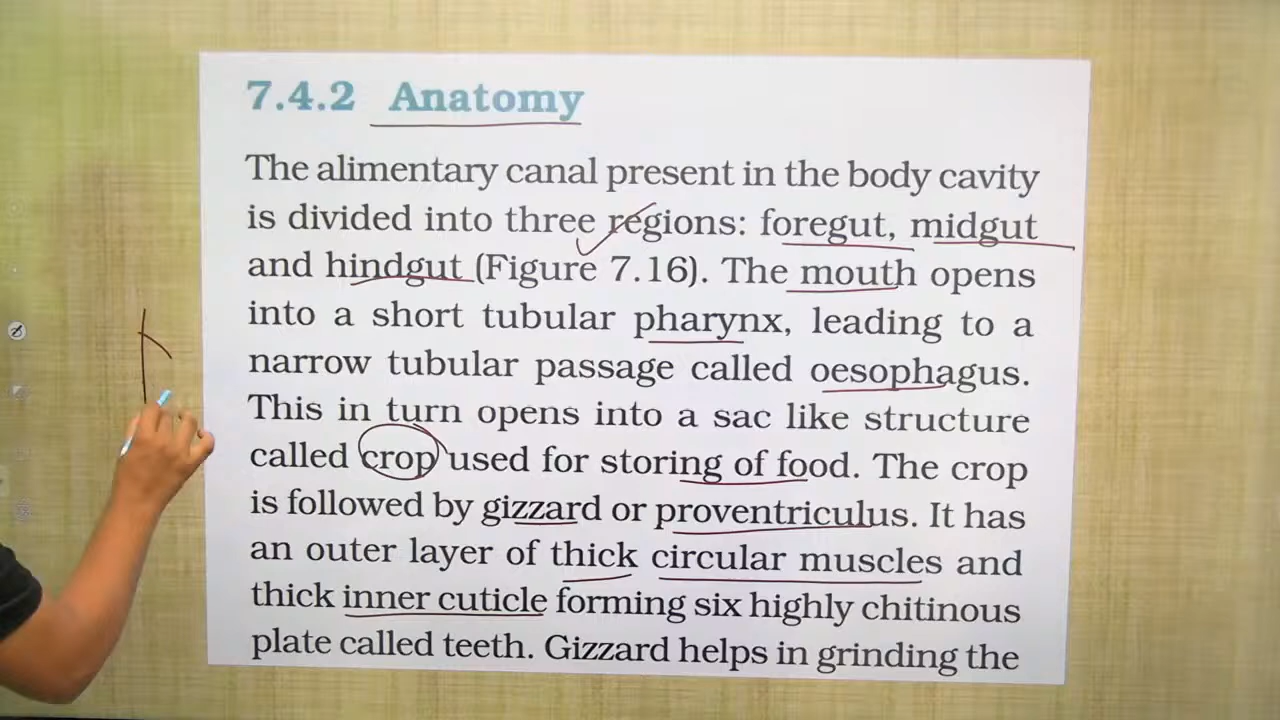 7.4.2 Anatomy
The alimentary canal present in the body cavity
is divided into three regions: foregut, midgut
and hindgut (Figure 7.16). The mouth opens
into a short tubular pharynx, leading to a
narrow tubular passage called oesophagus.
This in turn opens into a sac like structure
called crop used for storing of food. The crop
is followed by gizzard or proventriculus. It has
an outer layer of thick circular muscles and
thick inner cuticle forming six highly chitinous
plate called teeth. Gizzard helps in grinding the